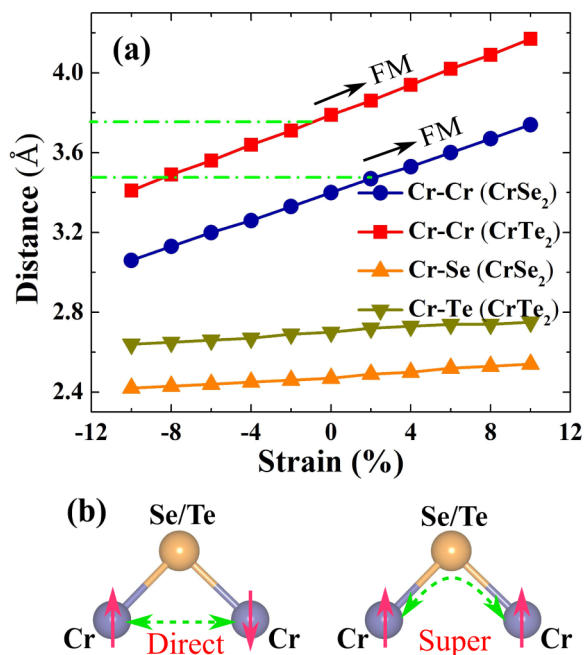 (a)
FM
FM
4.0
3.6
3.2
2.8
2.4
Distance (Å)
Cr-Cr (CrSe₂)
Cr-Cr (CrTe₂)
Cr-Se (CrSe₂)
Cr-Te (CrTe₂)
-12 -8 -4 0 4 8 12
Strain (%)
(b)
Se/Te Se/Te
Cr Direct Cr Cr Super Cr